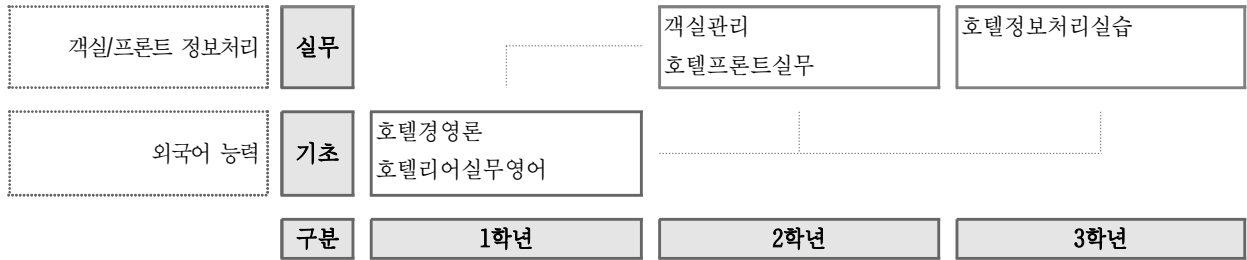 객실/프론트 정보처리
실무
객실관리
호텔프론트실무
호텔정보처리실습
외국어 능력
기초
호텔경영론
호텔리어실무영어
구분
1학년
2학년
3학년